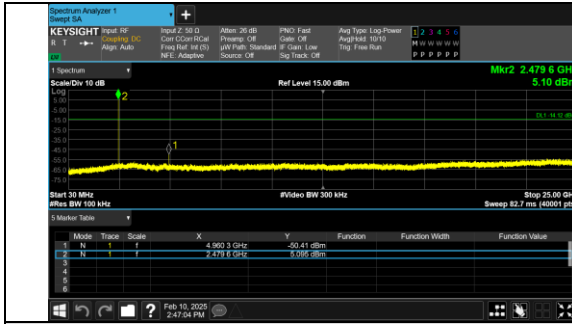 Spectrum Analyzer 1
Swept SA
+
KEYSIGHT Input: RF Input Z: 50 Ω Atten: 26 dB PNO: Fast Avg Type: Log-Power 1 2 3 4 5 6
R T Coupling: DC Corr CCorr RCal Preamp: Off Gate: Off Avg|Hold: 10/10 M W W W W W
Align: Auto Freq Ref: Int (S) µW Path: Standard IF Gain: Low Trig: Free Run P P P P P P
NFE: Adaptive Source: Off Sig Track: Off
1 Spectrum
Mkr2 2.479 6 GH
Scale/Div 10 dB Ref Level 15.00 dBm 5.10 dBm
Log
5.00
-5.00
-15.0
DL1 -14.12 dB
-25.0
-35.0
-45.0
-55.0
-65.0
-75.0
2
1
Start 30 MHz #Video BW 300 kHz Stop 25.00 GH
#Res BW 100 kHz Sweep 82.7 ms (40001 pts
5 Marker Table
Mode Trace Scale X Y Function Function Width Function Value
1 N 1 f 4.960 3 GHz -50.41 dBm
2 N 1 f 2.479 6 GHz 5.095 dBm
3
4
5
6
? Feb 10, 2025
2:47:04 PM